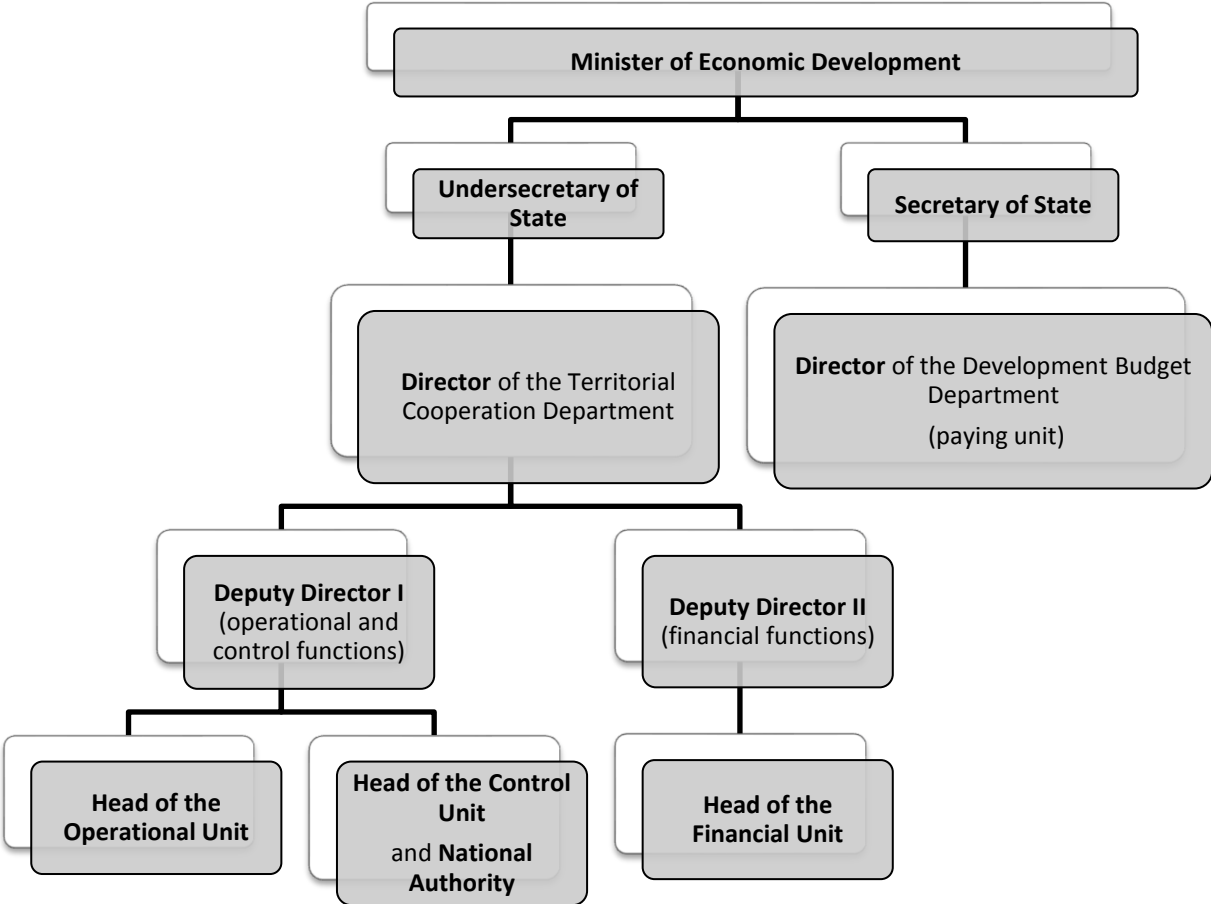 Minister of Economic Development
Undersecretary of
State
Secretary of State
Director of the Territorial
Cooperation Department
Director of the Development Budget
Department
(paying unit)
Deputy Director I
(operational and
control functions)
Deputy Director II
(financial functions)
Head of the
Operational Unit
Head of the Control
Unit
and National
Authority
Head of the
Financial Unit